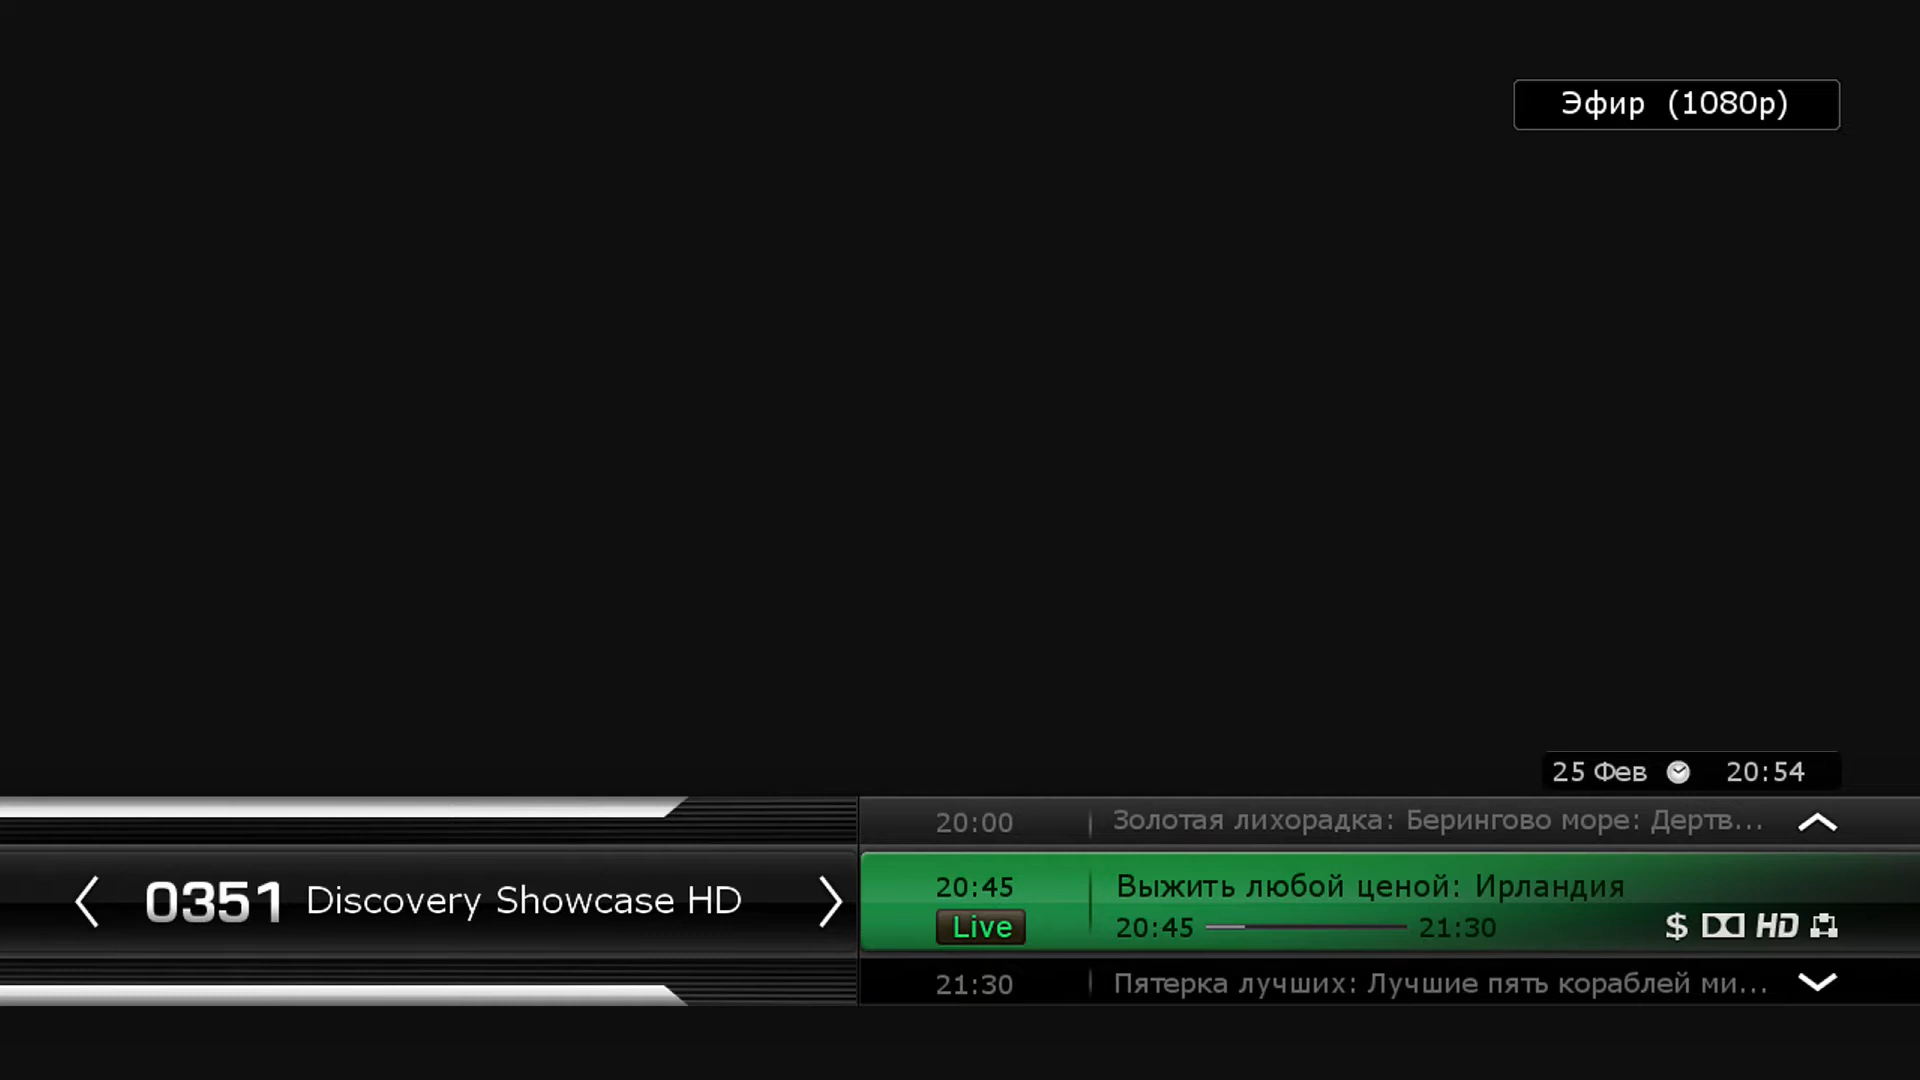 Эфир (1080p)
25 Фев 20:54
20:00 Золотая лихорадка: Берингово море: Дертв...
0351 Discovery Showcase HD
20:45 Выжить любой ценой: Ирландия
Live 20:45 21:30 $ HD
21:30 Пятерка лучших: Лучшие пять кораблей ми...